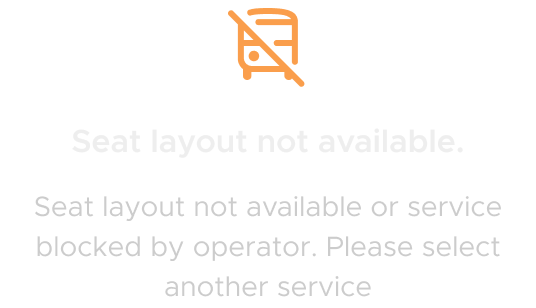 Seat layout not available.
Seat layout not available or service
blocked by operator. Please select
another service